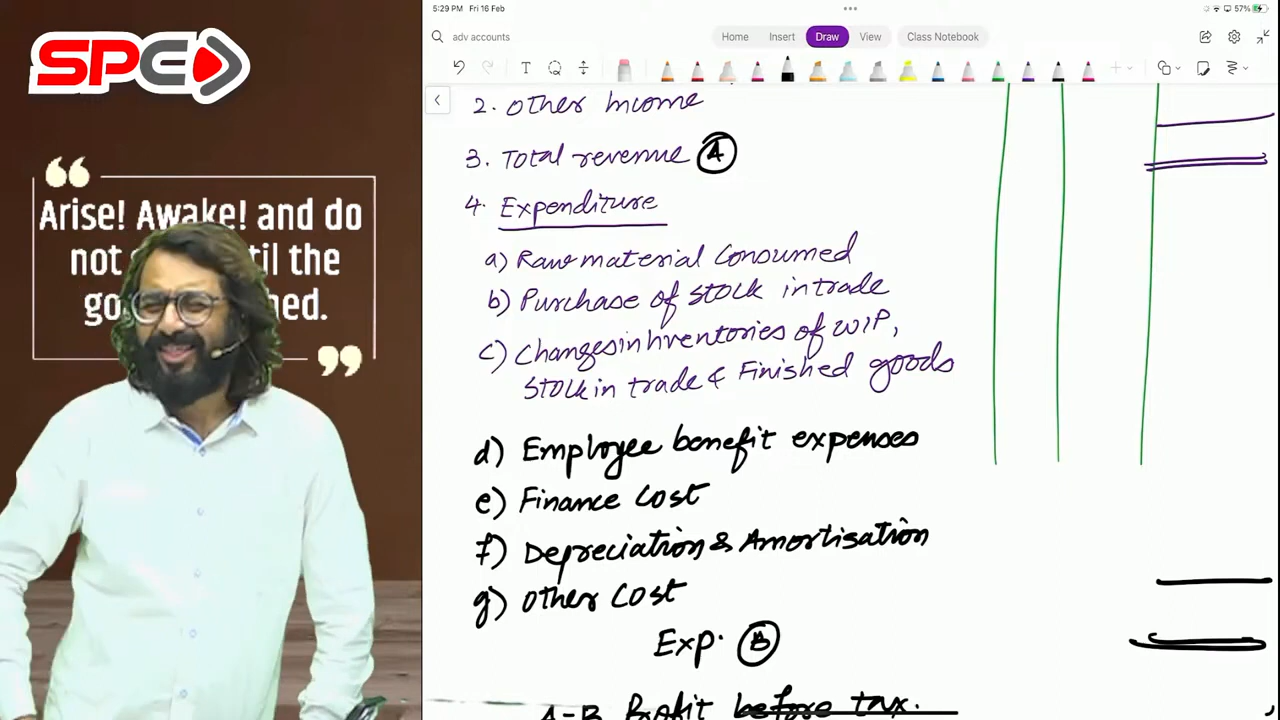 5:29 PM Fri 16 Feb
57%
SPE
adv accounts
Home Insert Draw View Class Notebook
Arise! Awake! and do
not the
go hed.
2. Other Income
3. Total revenue A
4. Expenditure
a) Raw material Consumed
b) Purchase of stock in trade
c) Changes in Inventories of WIP,
Stock in trade & Finished goods
d) Employee benefit expenses
e) Finance Cost
f) Depreciation & Amortisation
g) Other Cost
Exp. B
A-B Profit before tax.